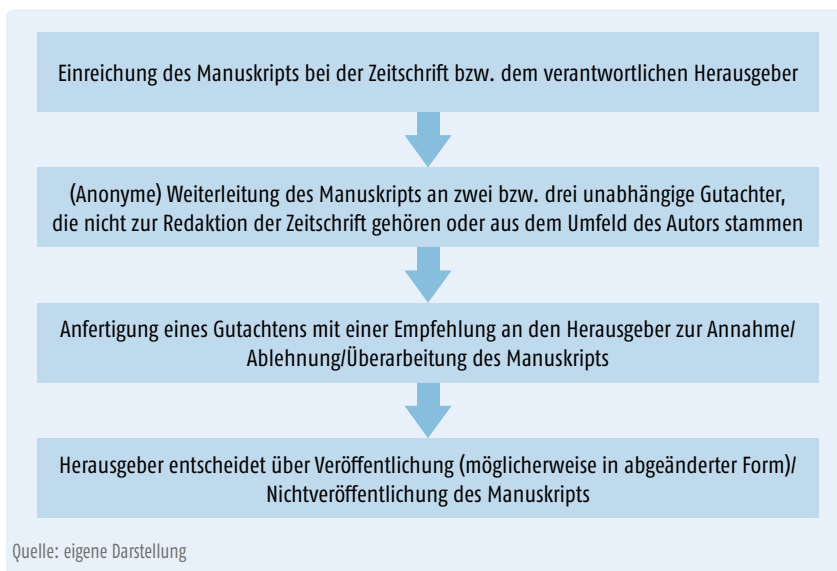 Einreichung des Manuskripts bei der Zeitschrift bzw. dem verantwortlichen Herausgeber
(Anonyme) Weiterleitung des Manuskripts an zwei bzw. drei unabhängige Gutachter,
die nicht zur Redaktion der Zeitschrift gehören oder aus dem Umfeld des Autors stammen
Anfertigung eines Gutachtens mit einer Empfehlung an den Herausgeber zur Annahme/
Ablehnung/Überarbeitung des Manuskripts
Herausgeber entscheidet über Veröffentlichung (möglicherweise in abgeänderter Form)/
Nichtveröffentlichung des Manuskripts
Quelle: eigene Darstellung